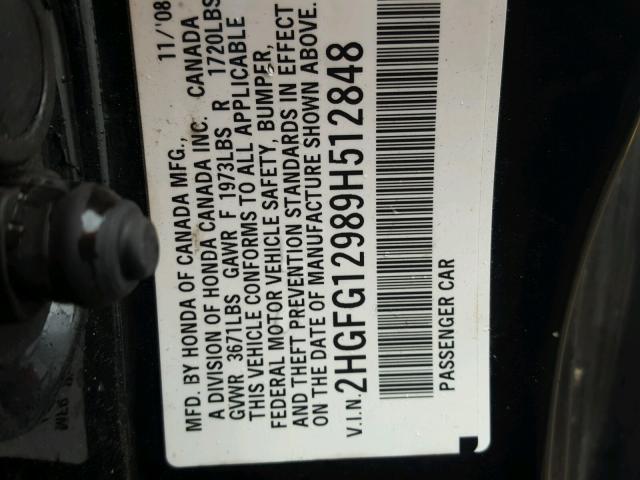 MFD. BY HONDA OF CANADA MFG., 11/'08
A DIVISION OF HONDA CANADA INC. CANADA
GVWR 3671LBS GAWR F 1973LBS R 1720LBS
THIS VEHICLE CONFORMS TO ALL APPLICABLE
FEDERAL MOTOR VEHICLE SAFETY, BUMPER,
AND THEFT PREVENTION STANDARDS IN EFFECT
ON THE DATE OF MANUFACTURE SHOWN ABOVE.
V.I.N. 2HGFG12989H512848
PASSENGER CAR